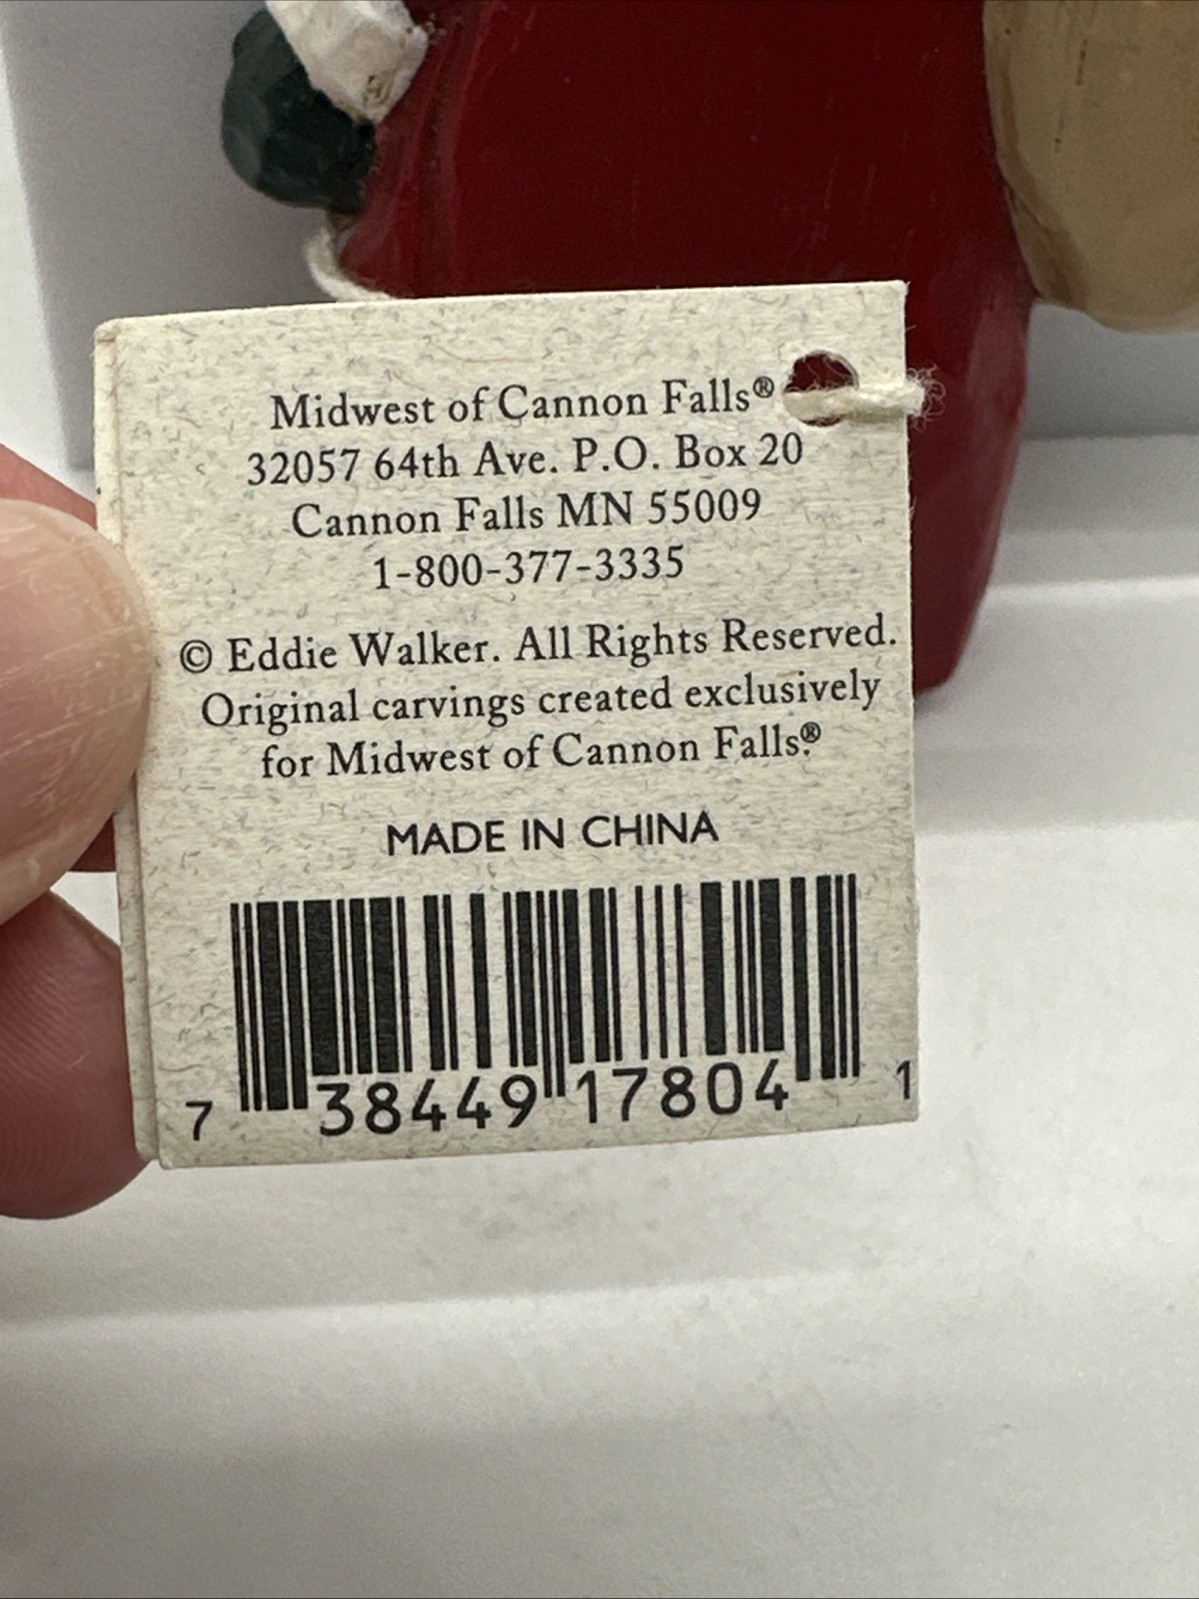 Midwest of Cannon Falls®
32057 64th Ave. P.O. Box 20
Cannon Falls MN 55009
1-800-377-3335
© Eddie Walker. All Rights Reserved.
Original carvings created exclusively
for Midwest of Cannon Falls.®
MADE IN CHINA
7 38449 17804 1